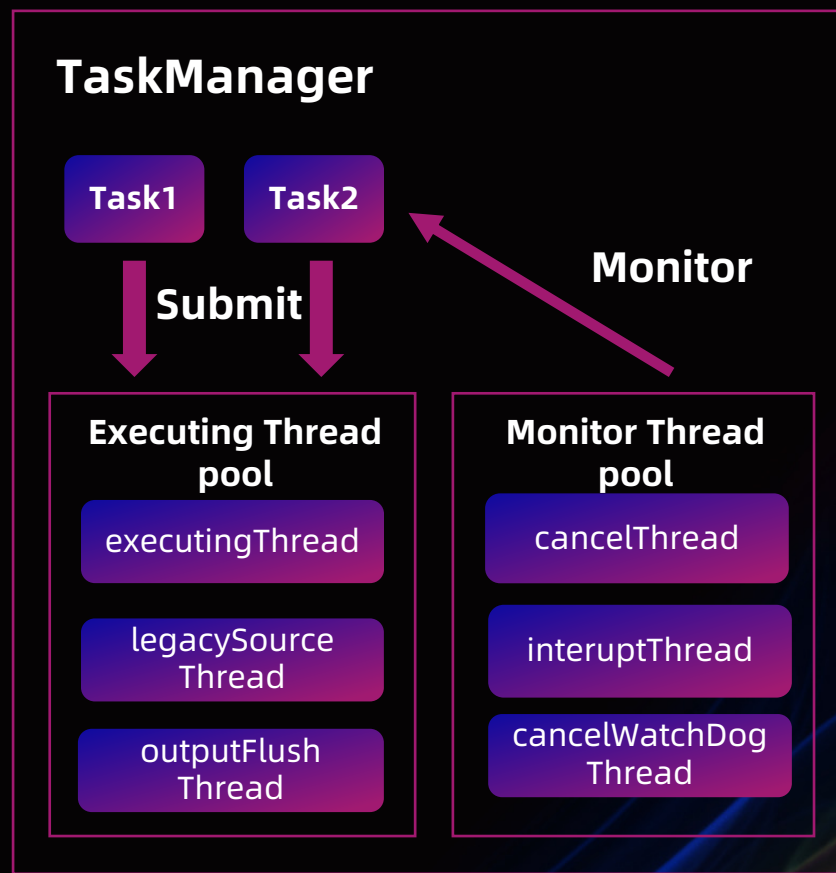 TaskManager
Task1
Task2
Submit
Monitor
Executing Thread
pool
executingThread
legacySource
Thread
outputFlush
Thread
Monitor Thread
pool
cancelThread
interuptThread
cancelWatchDog
Thread